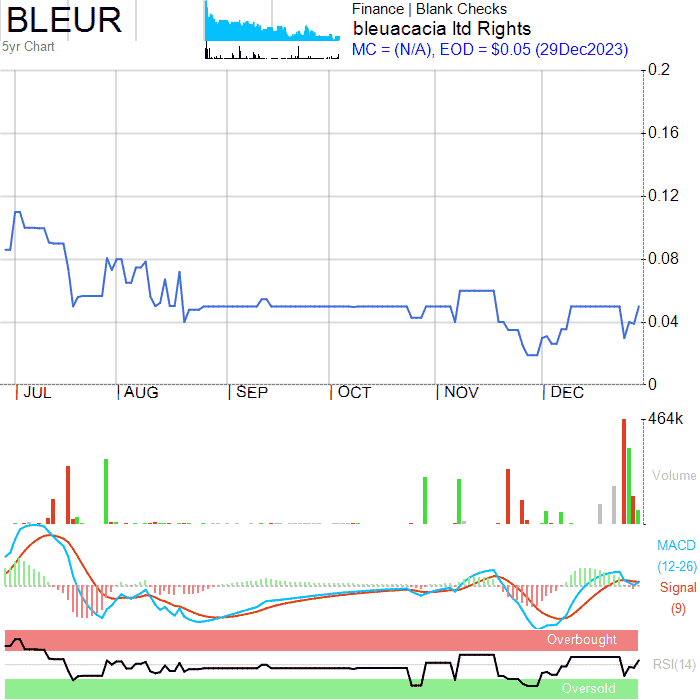 BLEUR
5yr Chart
Finance | Blank Checks
bleuacacia ltd Rights
MC = (N/A), EOD = $0.05 (29Dec2023)
0.2
0.16
0.12
0.08
0.04
0
JUL AUG SEP OCT NOV DEC
464k
Volume
MACD
(12-26)
Signal
(9)
Overbought
RSI(14)
Oversold